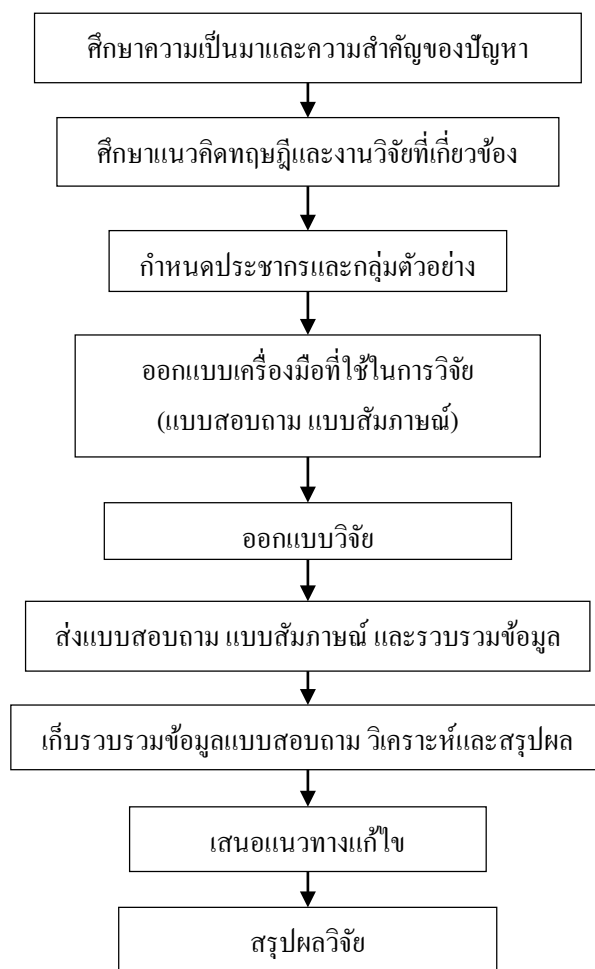 ศึกษาความเป็นมาและความสำคัญของปัญหา
ศึกษาแนวคิดทฤษฎีและงานวิจัยที่เกี่ยวข้อง
กำหนดประชากรและกลุ่มตัวอย่าง
ออกแบบเครื่องมือที่ใช้ในการวิจัย
(แบบสอบถาม แบบสัมภาษณ์)
ออกแบบวิจัย
ส่งแบบสอบถาม แบบสัมภาษณ์ และรวบรวมข้อมูล
เก็บรวบรวมข้อมูลแบบสอบถาม วิเคราะห์และสรุปผล
เสนอแนวทางแก้ไข
สรุปผลวิจัย